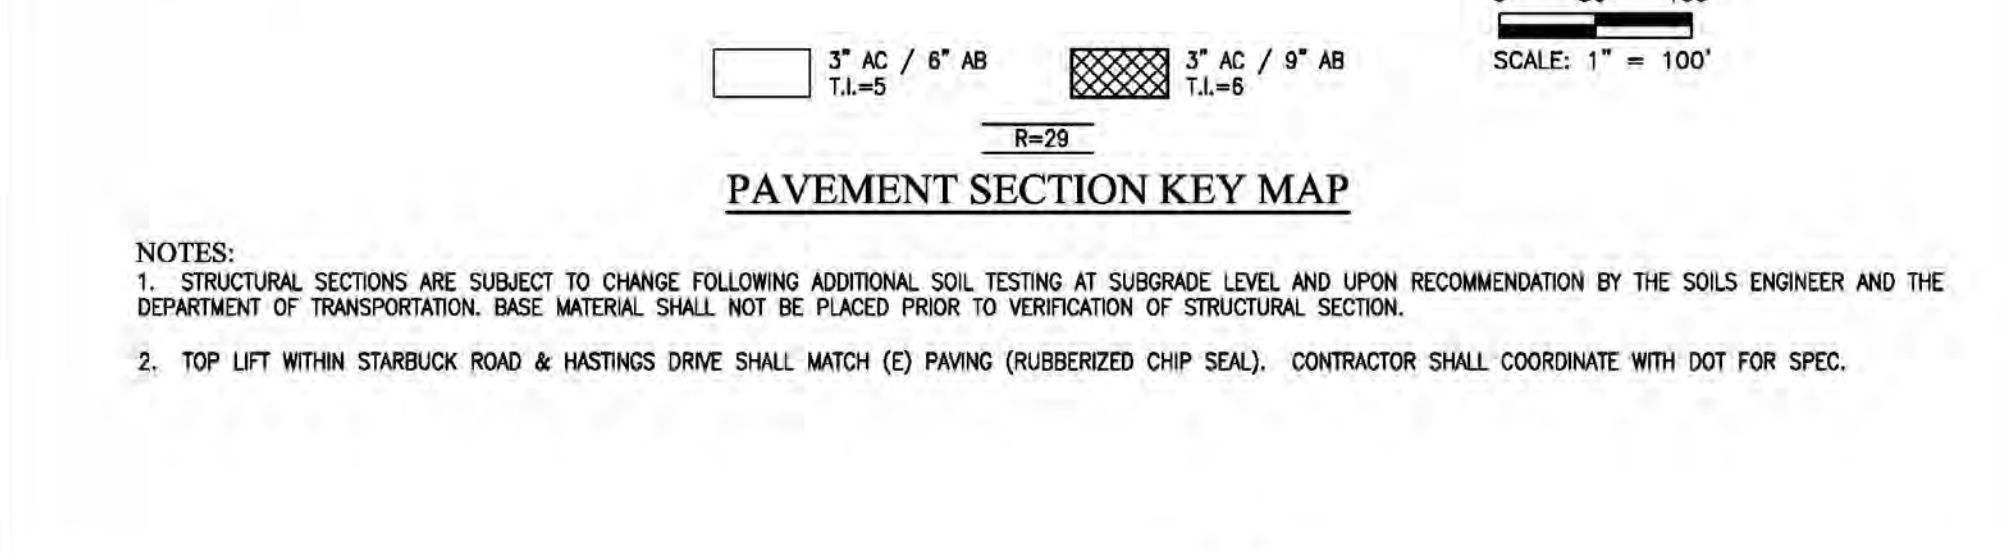 3" AC / 6" AB
T.I.=5
3" AC / 9" AB
T.I.=6
SCALE: 1" = 100'
R=29
PAVEMENT SECTION KEY MAP
NOTES:
1. STRUCTURAL SECTIONS ARE SUBJECT TO CHANGE FOLLOWING ADDITIONAL SOIL TESTING AT SUBGRADE LEVEL AND UPON RECOMMENDATION BY THE SOILS ENGINEER AND THE
DEPARTMENT OF TRANSPORTATION. BASE MATERIAL SHALL NOT BE PLACED PRIOR TO VERIFICATION OF STRUCTURAL SECTION.
2. TOP LIFT WITHIN STARBUCK ROAD & HASTINGS DRIVE SHALL MATCH (E) PAVING (RUBBERIZED CHIP SEAL). CONTRACTOR SHALL COORDINATE WITH DOT FOR SPEC.